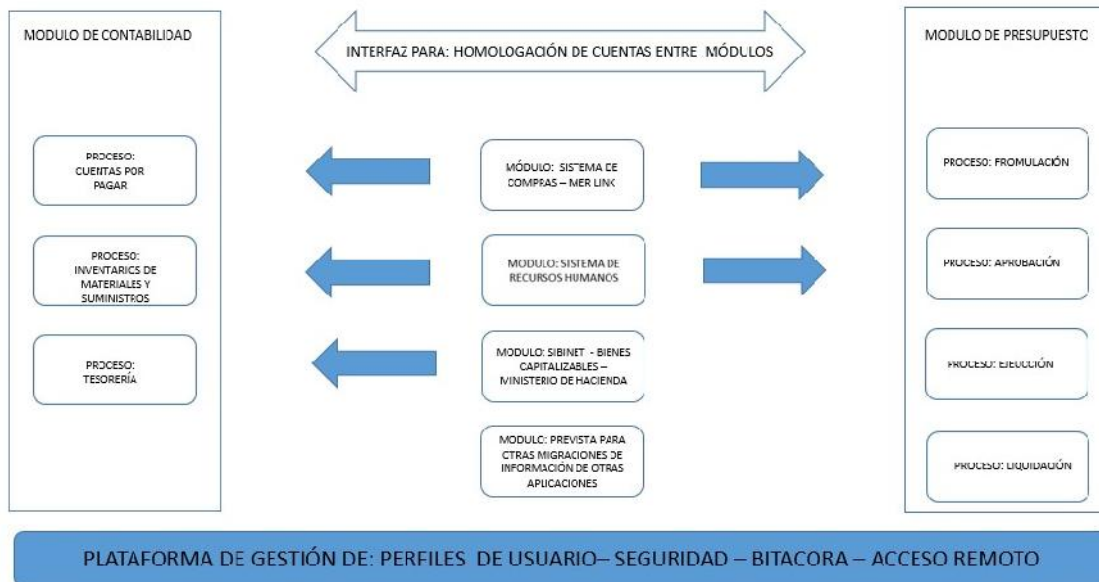 MODULO DE CONTABILIDAD
INTERFAZ PARA: HOMOLOGACIÓN DE CUENTAS ENTRE MÓDULOS
MODULO DE PRESUPUESTO
PROCESO:
CUENTAS POR
PAGAR
MÓDULO: SISTEMA DE
COMPRAS – MER LINK
PROCESO: FROMULACIÓN
PROCESO:
INVENTARICS DE
MATERIALES Y
SUMINISTROS
MODULO: SISTEMA DE
RECURSOS HUMANOS
PROCESO: APROBACIÓN
PROCESO:
TESORERÍA
MODULO: SIBINET - BIENES
CAPITALIZABLES –
MINISTERIO DE HACIENDA
PROCESO: EJECUCCIÓN
MODULO: PREVISTA PARA
OTRAS MIGRACIONES DE
INFORMACIÓN DE OTRAS
APLICACIONES
PROCESO: LIQUIDACIÓN
PLATAFORMA DE GESTIÓN DE: PERFILES DE USUARIO– SEGURIDAD – BITACORA – ACCESO REMOTO